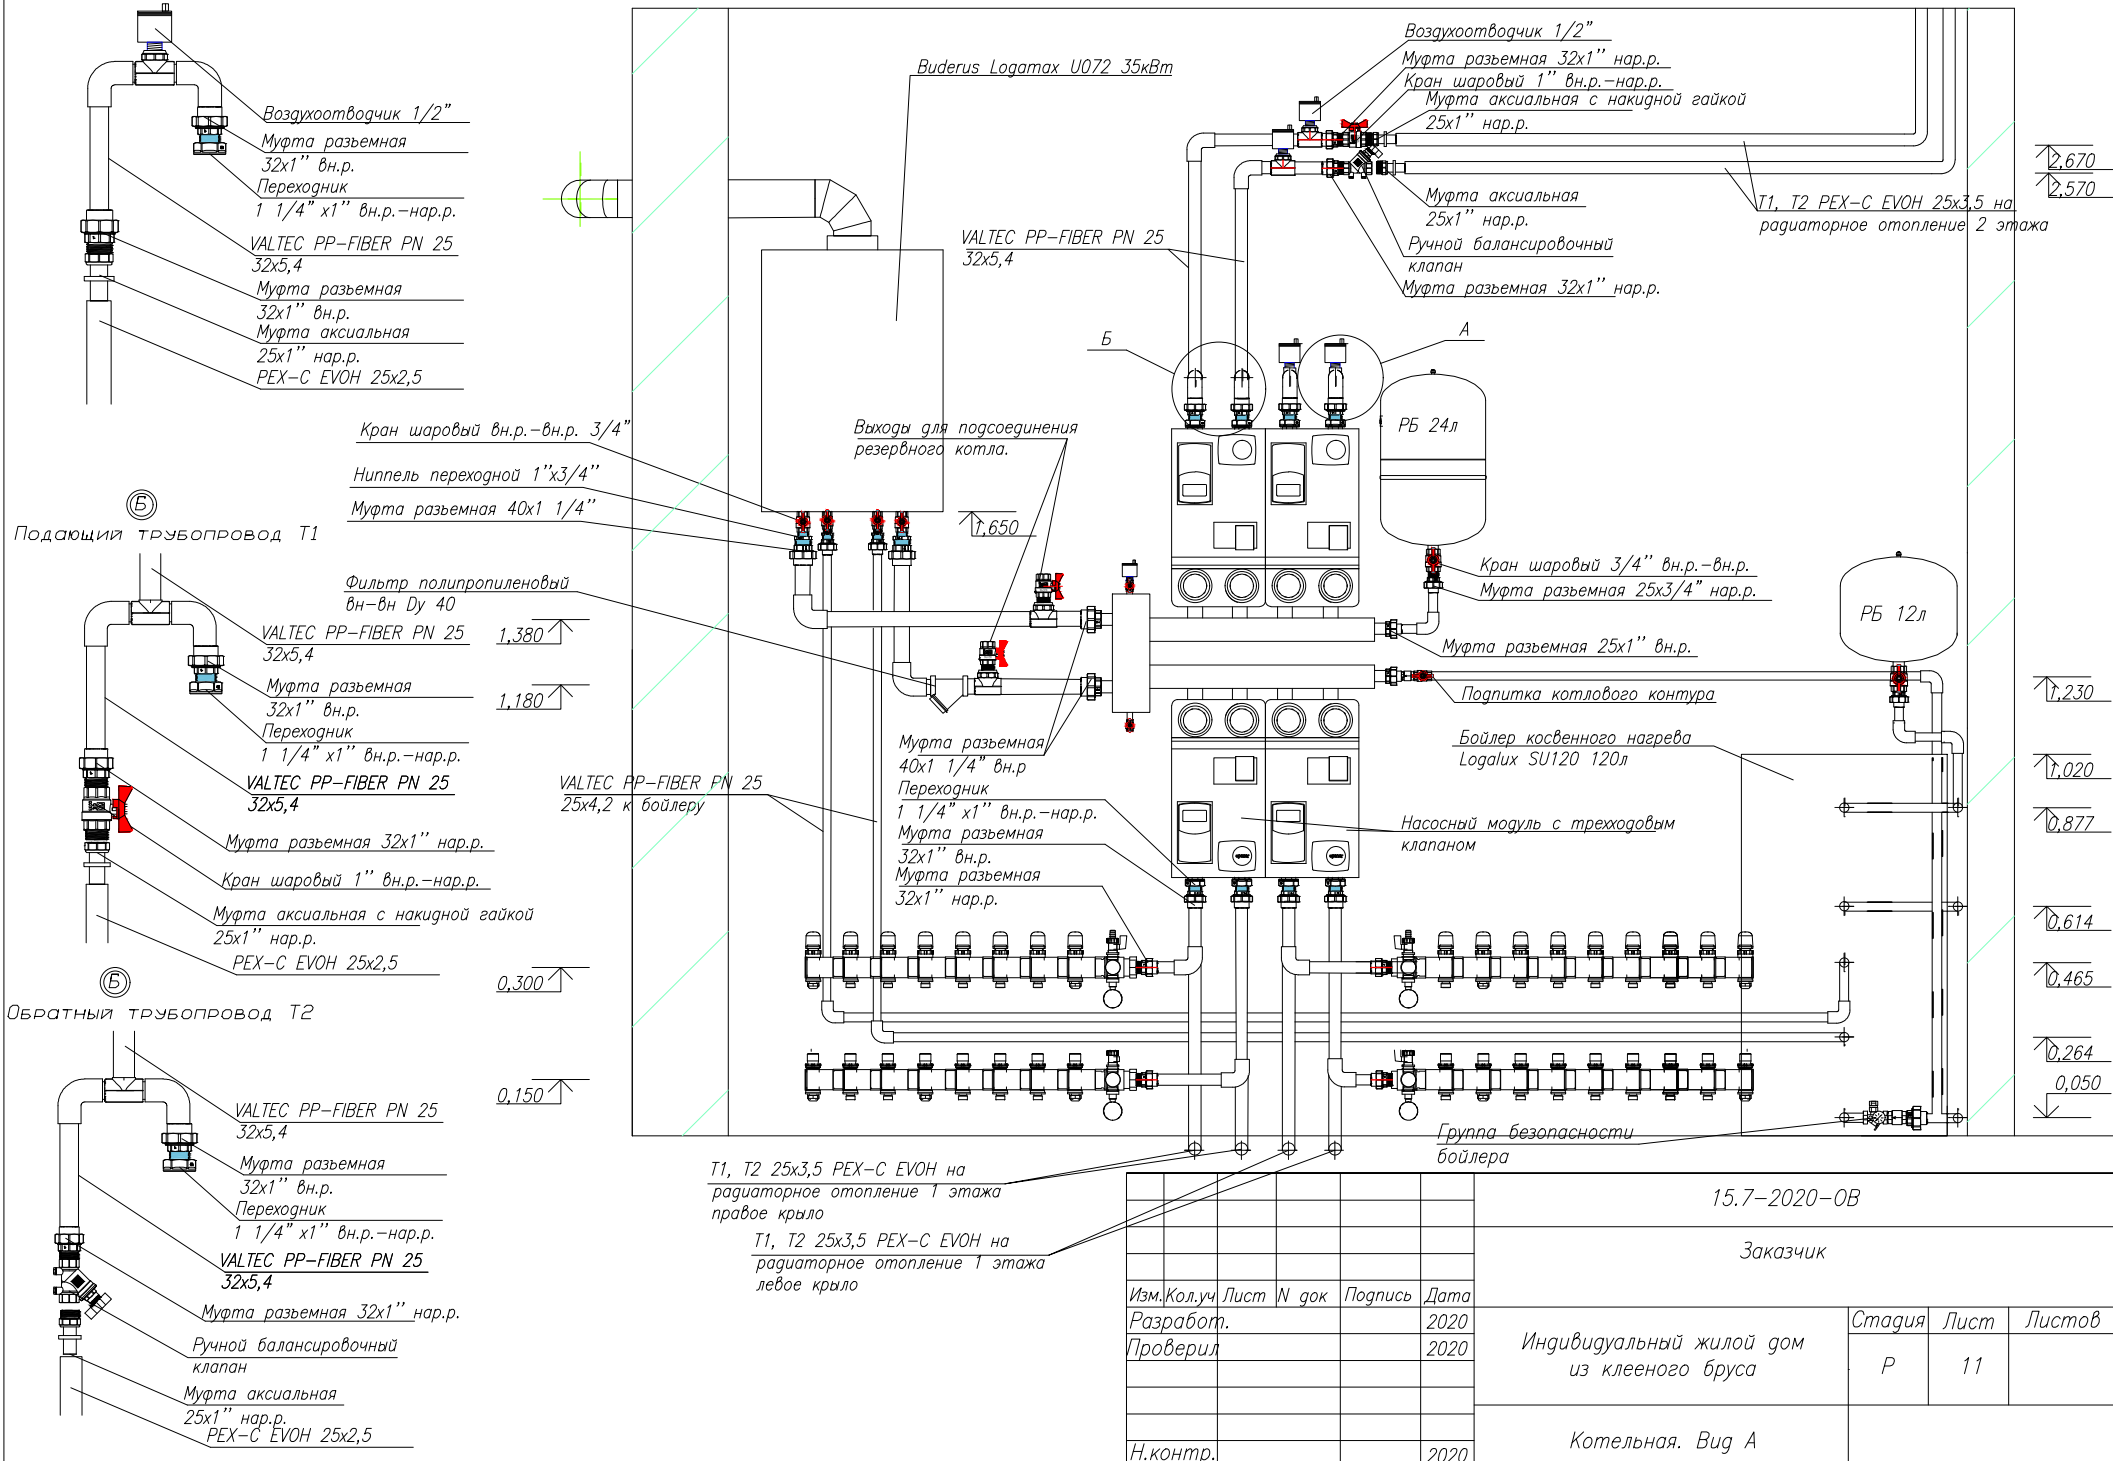 Воздухоотводчик 1/2"
Муфта разъемная
32х1'' вн.р.
Переходник
1 1/4" х1'' вн.р.-нар.р.
VALTEC PP-FIBER PN 25
32х5,4
Муфта разъемная
32х1'' вн.р.
Муфта аксиальная
25х1'' нар.р.
PEX-C EVOH 25х2,5
Б
Подающий трубопровод Т1
VALTEC PP-FIBER PN 25
32х5,4
Муфта разъемная
32х1'' вн.р.
Переходник
1 1/4" х1'' вн.р.-нар.р.
VALTEC PP-FIBER PN 25
32х5,4
Муфта разъемная 32х1'' нар.р.
Кран шаровый 1'' вн.р.-нар.р.
Муфта аксиальная с накидной гайкой
25х1'' нар.р.
PEX-C EVOH 25х2,5
Б
Обратный трубопровод Т2
VALTEC PP-FIBER PN 25
32х5,4
Муфта разъемная
32х1'' вн.р.
Переходник
1 1/4" х1'' вн.р.-нар.р.
VALTEC PP-FIBER PN 25
32х5,4
Муфта разъемная 32х1'' нар.р.
Ручной балансировочный
клапан
Муфта аксиальная
25х1'' нар.р.
PEX-C EVOH 25х2,5
Buderus Logamax U072 35кВт
Воздухоотводчик 1/2"
Муфта разъемная 32х1'' нар.р.
Кран шаровый 1'' вн.р.-нар.р.
Муфта аксиальная с накидной гайкой
25х1'' нар.р.
2,670
2,570
Муфта аксиальная
25х1'' нар.р.
Т1, Т2 PEX-C EVOH 25х3,5 на
радиаторное отопление 2 этажа
VALTEC PP-FIBER PN 25
32х5,4
Ручной балансировочный
клапан
Муфта разъемная 32х1'' нар.р.
Б
А
РБ 24л
Кран шаровый вн.р.-вн.р. 3/4"
Ниппель переходной 1''х3/4''
Муфта разъемная 40х1 1/4''
Выходы для подсоединения
резервного котла.
1,650
Фильтр полипропиленовый
вн-вн Dy 40
1,380
1,180
Кран шаровый 3/4'' вн.р.-вн.р.
Муфта разъемная 25х3/4'' нар.р.
РБ 12л
Муфта разъемная 25х1'' вн.р.
Подпитка котлового контура
1,230
Бойлер косвенного нагрева
Logalux SU120 120л
1,020
0,877
0,614
0,465
0,264
0,050
Муфта разъемная
40х1 1/4'' вн.р
VALTEC PP-FIBER PN 25
25х4,2 к бойлеру
Переходник
1 1/4" х1'' вн.р.-нар.р.
Муфта разъемная
32х1'' вн.р.
Муфта разъемная
32х1'' нар.р.
Насосный модуль с трехходовым
клапаном
0,300
0,150
Группа безопасности
бойлера
Т1, Т2 25х3,5 PEX-C EVOH на
радиаторное отопление 1 этажа
правое крыло
Т1, Т2 25х3,5 PEX-C EVOH на
радиаторное отопление 1 этажа
левое крыло
15.7-2020-ОВ
Заказчик
Изм. Кол.уч Лист N док Подпись Дата
Разработ. 2020
Проверил 2020
Н.контр. 2020
Индивидуальный жилой дом
из клееного бруса
Стадия Лист Листов
Р 11
Котельная. Вид А